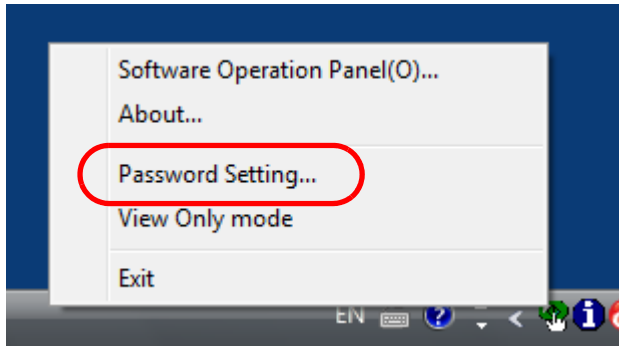 Software Operation Panel(O)...
About...
Password Setting...
View Only mode
Exit
EN